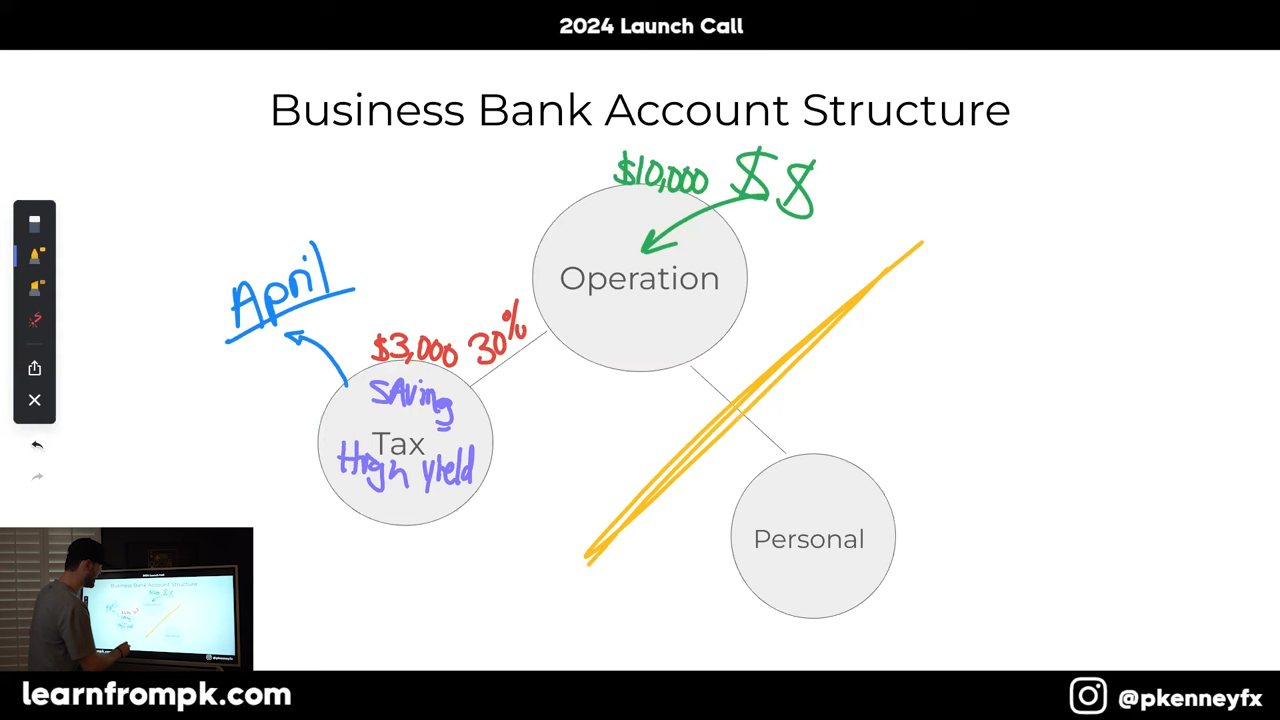 2024 Launch Call
Business Bank Account Structure
$10,000 $ $
Operation
April
$3,000 30%
SAving
Tax
High yield
Personal
learnfrompk.com
@pkenneyfx